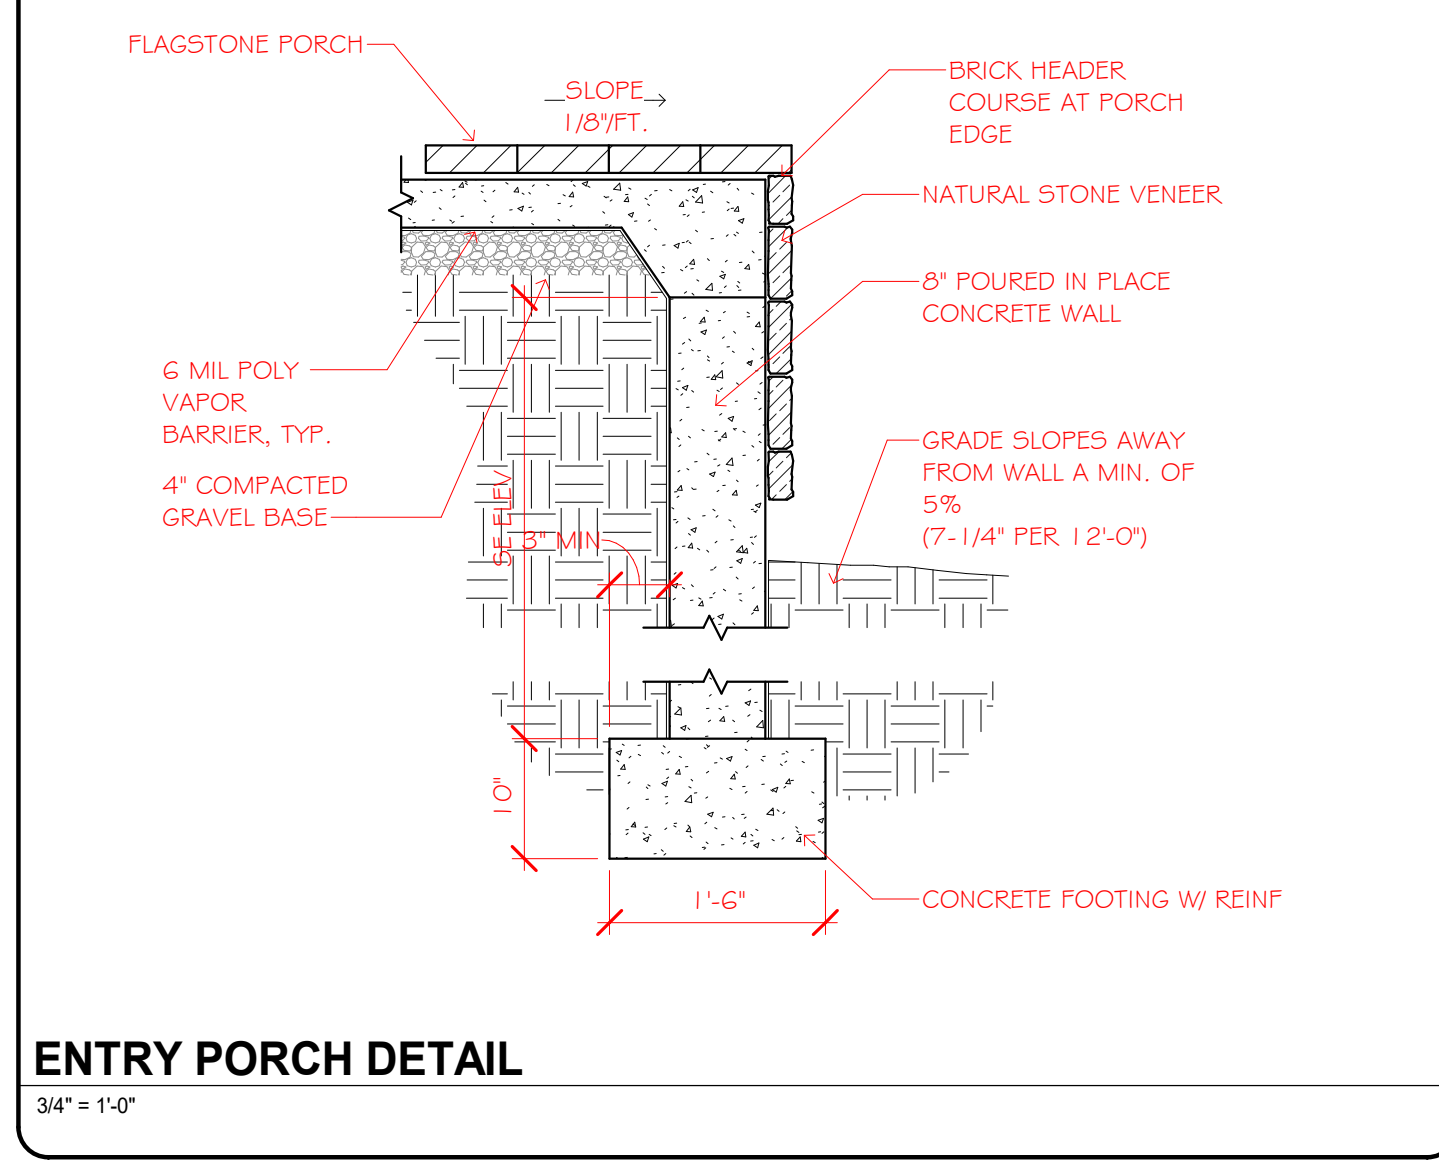 FLAGSTONE PORCH
SLOPE
1/8"/FT.
BRICK HEADER
COURSE AT PORCH
EDGE
NATURAL STONE VENEER
8" POURED IN PLACE
CONCRETE WALL
6 MIL POLY
VAPOR
BARRIER, TYP.
4" COMPACTED
GRAVEL BASE
GRADE SLOPES AWAY
FROM WALL A MIN. OF
5%
(7-1/4" PER 12'-0")
SE ELEV
3" MIN
10"
1'-6"
CONCRETE FOOTING W/ REINF
ENTRY PORCH DETAIL
3/4" = 1'-0"